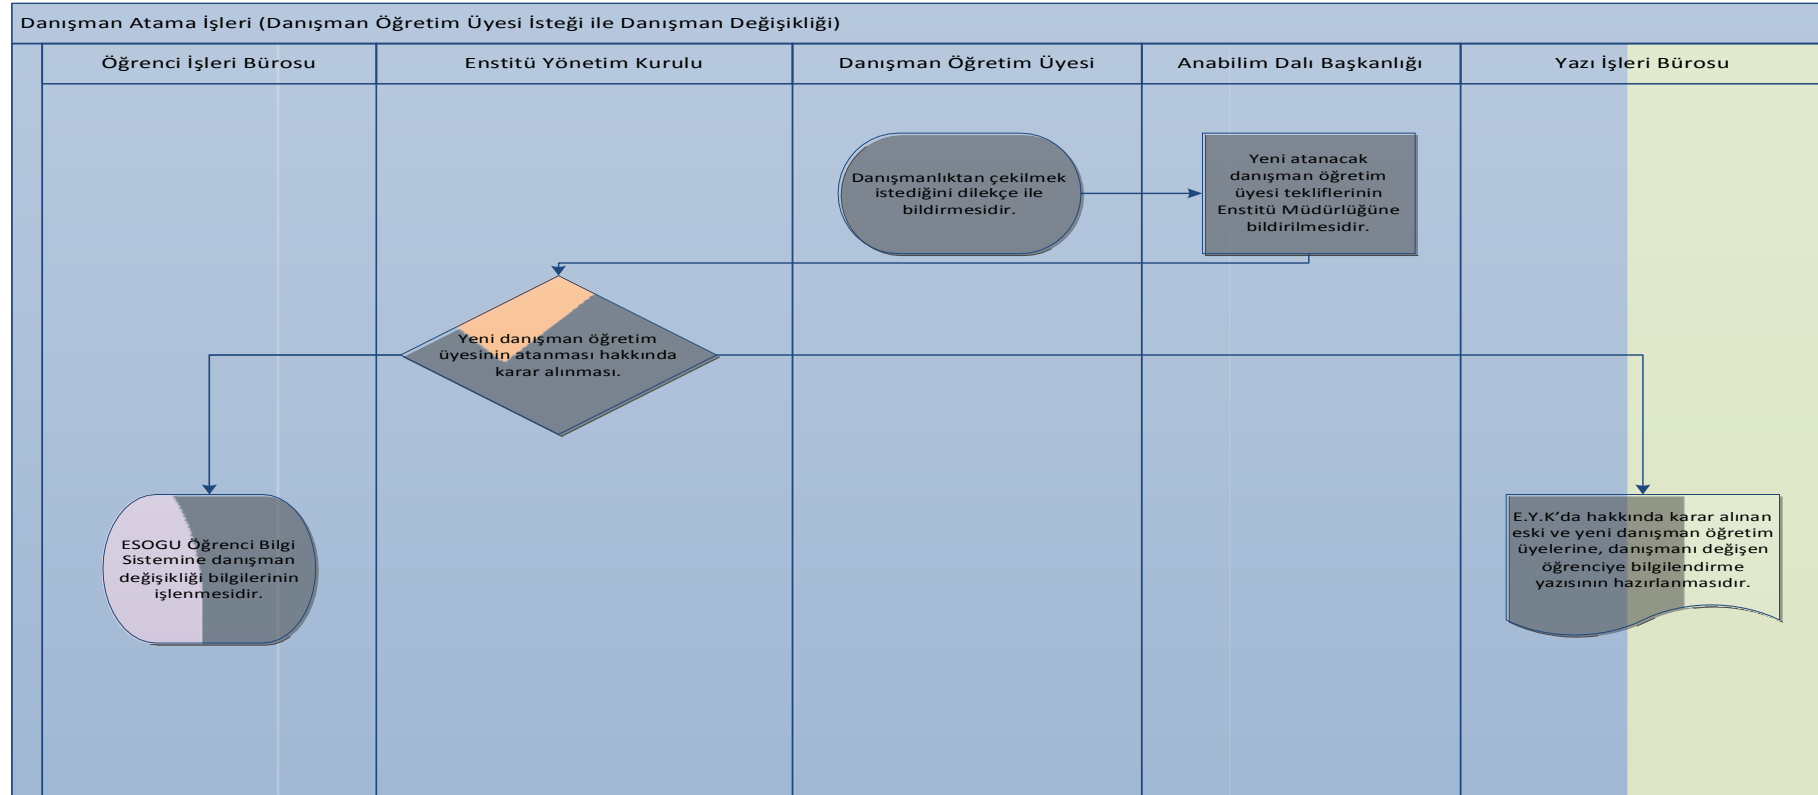 Danışman Atama İşleri (Danışman Öğretim Üyesi İsteği ile Danışman Değişikliği)
Öğrenci İşleri Bürosu
Enstitü Yönetim Kurulu
Danışman Öğretim Üyesi
Anabilim Dalı Başkanlığı
Yazı İşleri Bürosu
Danışmanlıktan çekilmek
istediğini dilekçe ile
bildirmesidir.
Yeni atanacak
danışman öğretim
üyesi tekliflerinin
Enstitü Müdürlüğüne
bildirilmesidir.
Yeni danışman öğretim
üyesinin atanması hakkında
karar alınması.
ESOGU Öğrenci Bilgi
Sistemine danışman
değişikliği bilgilerinin
işlenmesidir.
E.Y.K’da hakkında karar alınan
eski ve yeni danışman öğretim
üyelerine, danışmanı değişen
öğrenciye bilgilendirme
yazısının hazırlanmasıdır.